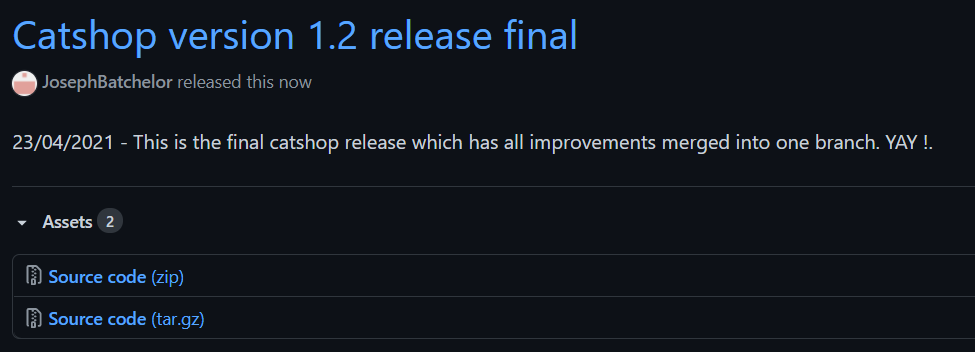 Catshop version 1.2 release final
JosephBatchelor released this now
23/04/2021 - This is the final catshop release which has all improvements merged into one branch. YAY !.
Assets 2
Source code (zip)
Source code (tar.gz)